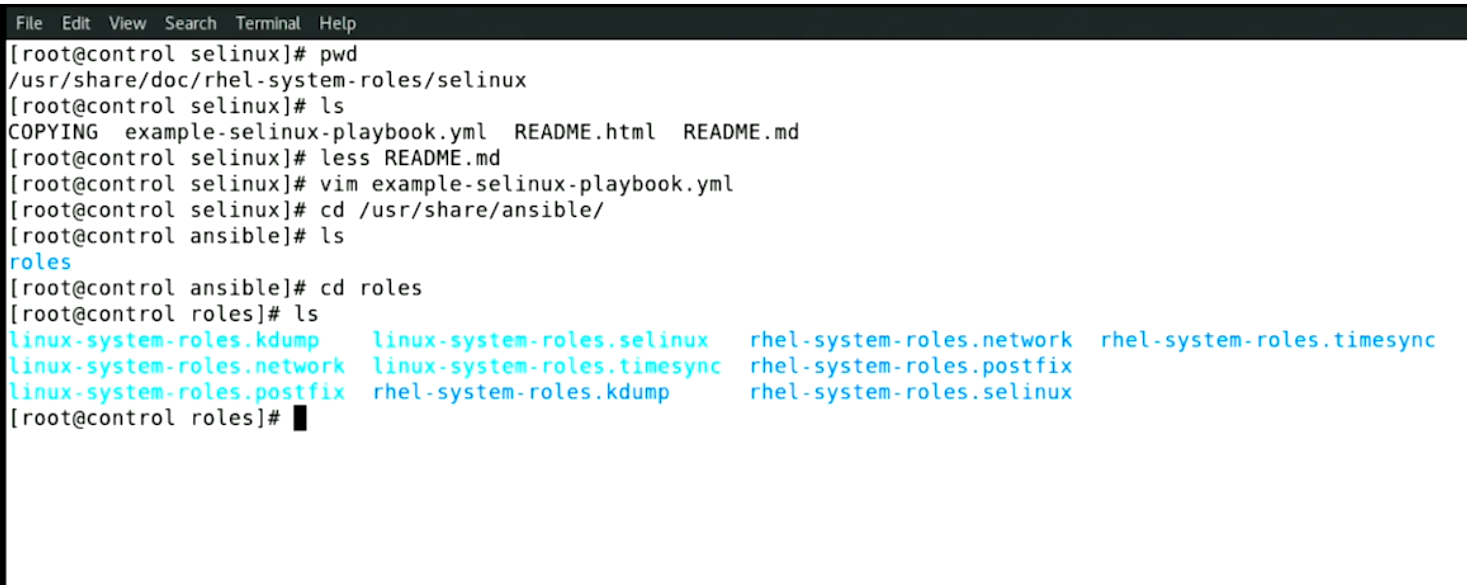 File Edit View Search Terminal Help
[root@control selinux]# pwd
/usr/share/doc/rhel-system-roles/selinux
[root@control selinux]# ls
COPYING  example-selinux-playbook.yml  README.html  README.md
[root@control selinux]# less README.md
[root@control selinux]# vim example-selinux-playbook.yml
[root@control selinux]# cd /usr/share/ansible/
[root@control ansible]# ls
roles
[root@control ansible]# cd roles
[root@control roles]# ls
linux-system-roles.kdump    linux-system-roles.selinux   rhel-system-roles.network  rhel-system-roles.timesync
linux-system-roles.network  linux-system-roles.timesync  rhel-system-roles.postfix
linux-system-roles.postfix  rhel-system-roles.kdump      rhel-system-roles.selinux
[root@control roles]#